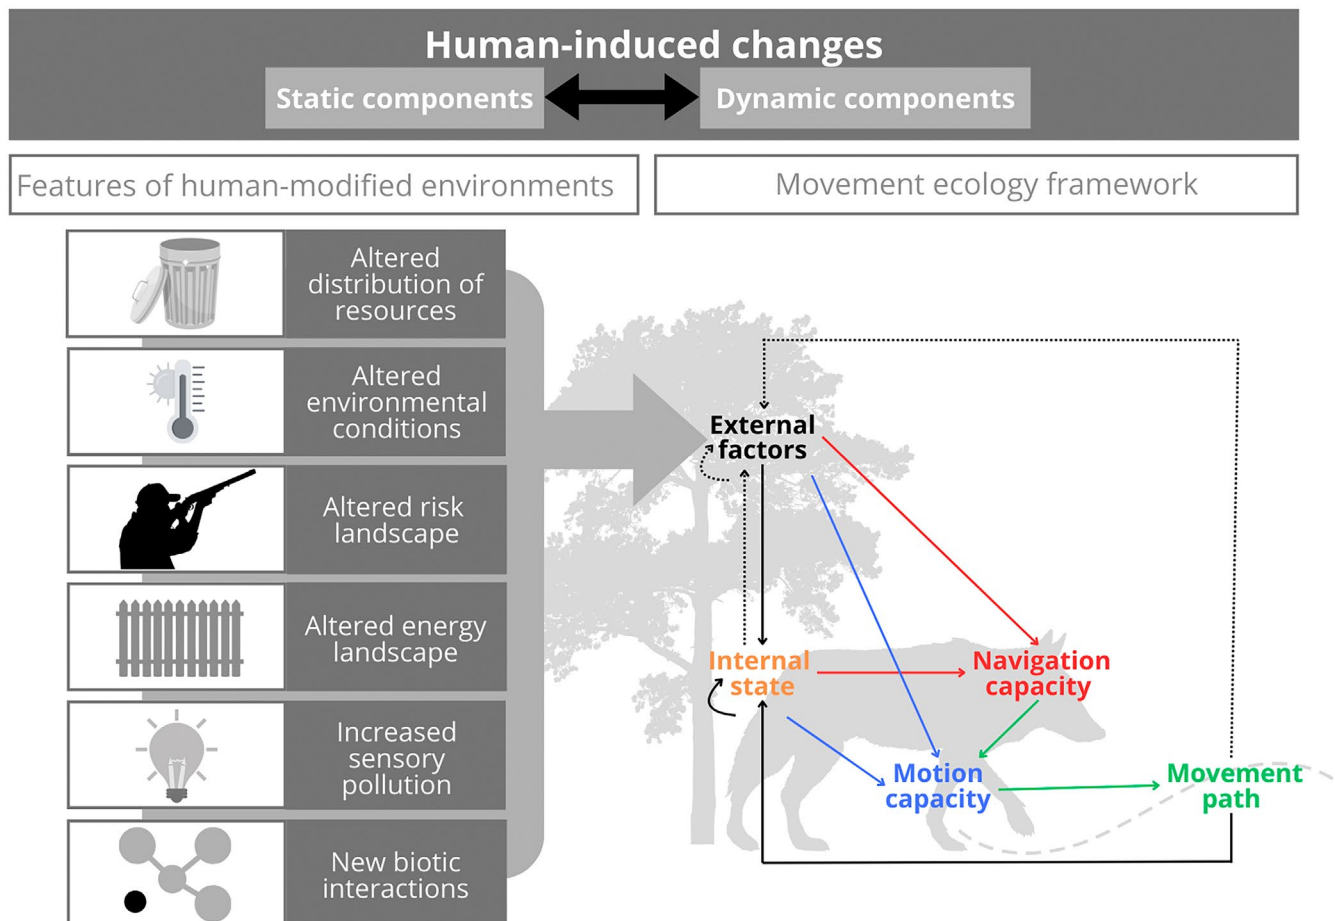 Human-induced changes
Static components
Dynamic components
Features of human-modified environments
Movement ecology framework
Altered
distribution of
resources
Altered
environmental
conditions
Altered risk
landscape
Altered energy
landscape
Increased
sensory
pollution
New biotic
interactions
External
factors
Internal
state
Navigation
capacity
Motion
capacity
Movement
path